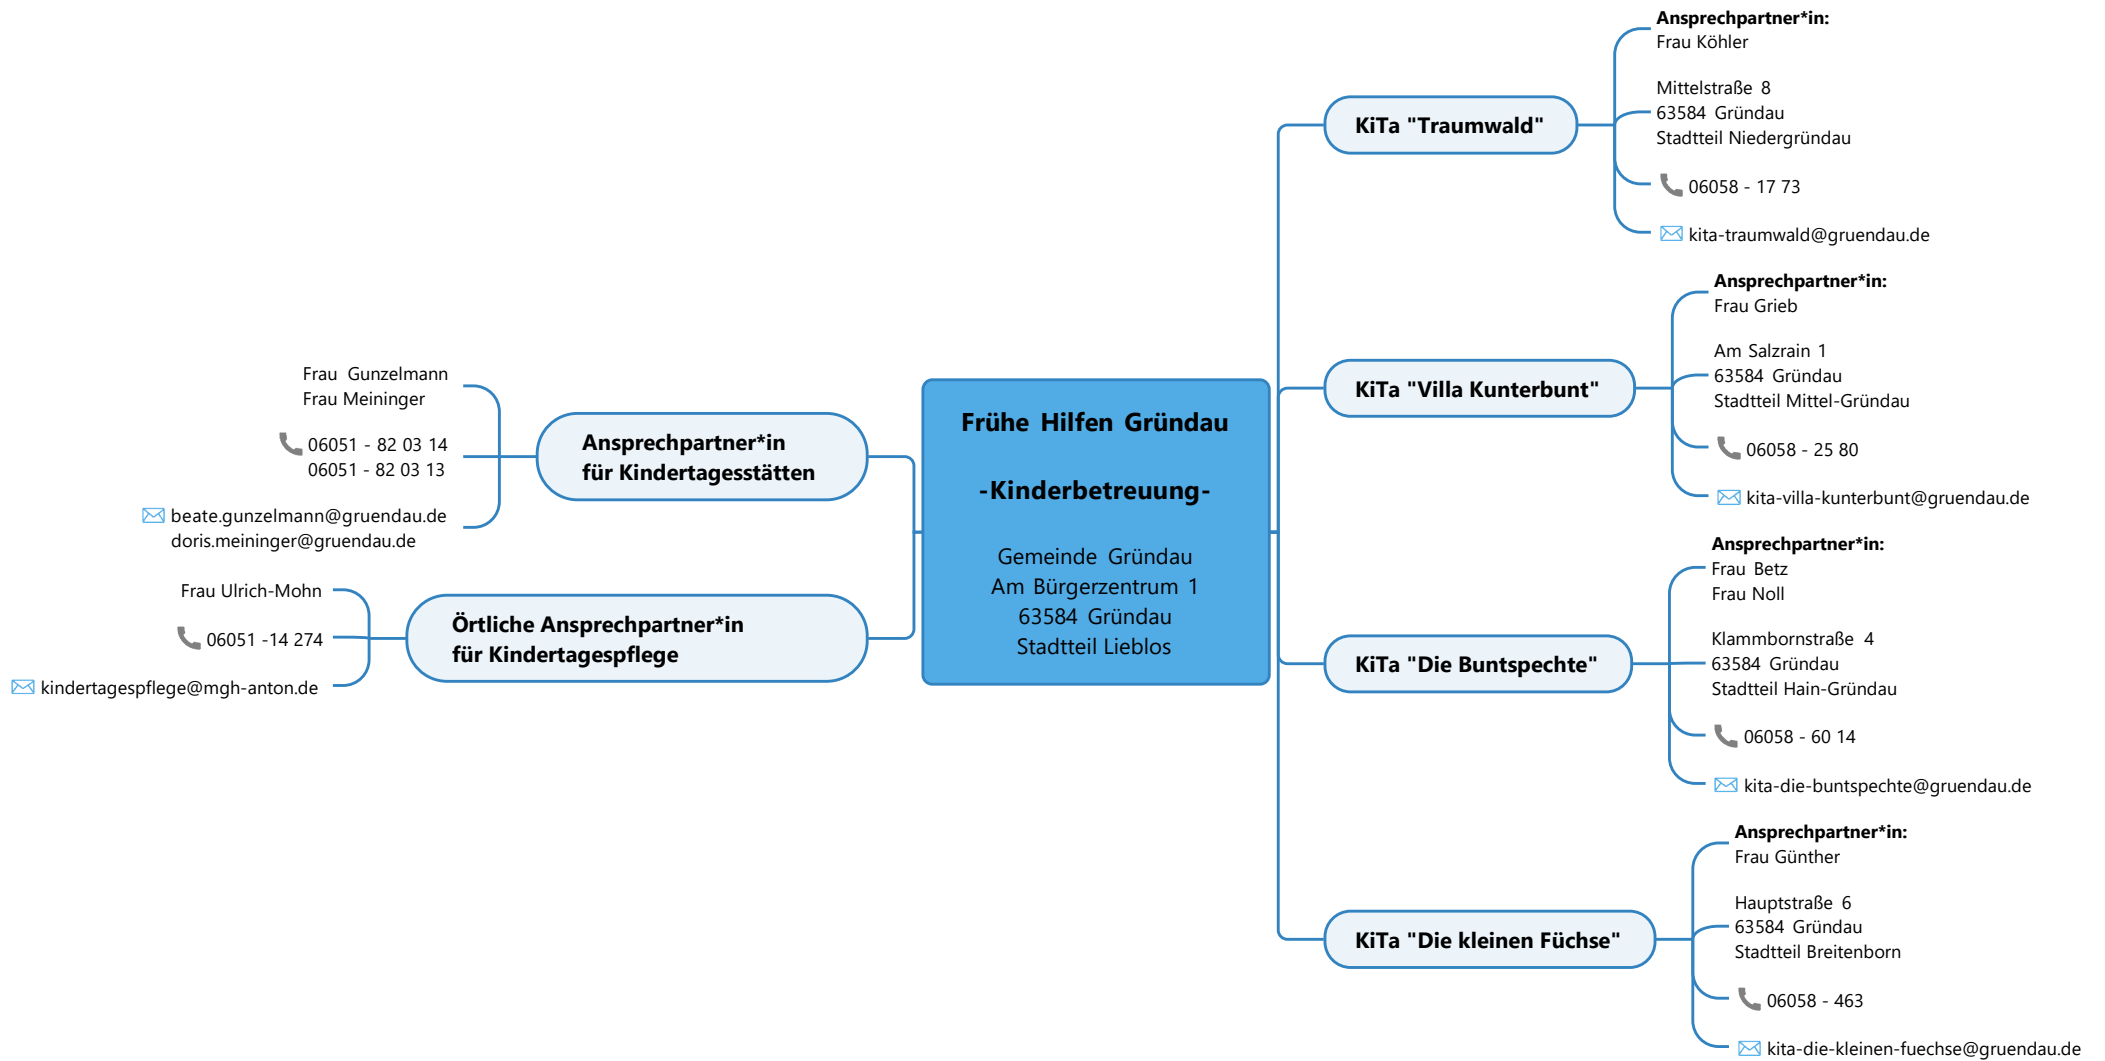 Frühe Hilfen Gründau
-Kinderbetreuung-
Gemeinde Gründau
Am Bürgerzentrum 1
63584 Gründau
Stadtteil Lieblos
Ansprechpartner*in
für Kindertagesstätten
Frau Gunzelmann
Frau Meininger
06051 - 82 03 14
06051 - 82 03 13
beate.gunzelmann@gruendau.de
doris.meininger@gruendau.de
Örtliche Ansprechpartner*in
für Kindertagespflege
Frau Ulrich-Mohn
06051 -14 274
kindertagespflege@mgh-anton.de
KiTa "Traumwald"
Ansprechpartner*in:
Frau Köhler
Mittelstraße 8
63584 Gründau
Stadtteil Niedergründau
06058 - 17 73
kita-traumwald@gruendau.de
KiTa "Villa Kunterbunt"
Ansprechpartner*in:
Frau Grieb
Am Salzrain 1
63584 Gründau
Stadtteil Mittel-Gründau
06058 - 25 80
kita-villa-kunterbunt@gruendau.de
KiTa "Die Buntspechte"
Ansprechpartner*in:
Frau Betz
Frau Noll
Klammbornstraße 4
63584 Gründau
Stadtteil Hain-Gründau
06058 - 60 14
kita-die-buntspechte@gruendau.de
KiTa "Die kleinen Füchse"
Ansprechpartner*in:
Frau Günther
Hauptstraße 6
63584 Gründau
Stadtteil Breitenborn
06058 - 463
kita-die-kleinen-fuechse@gruendau.de